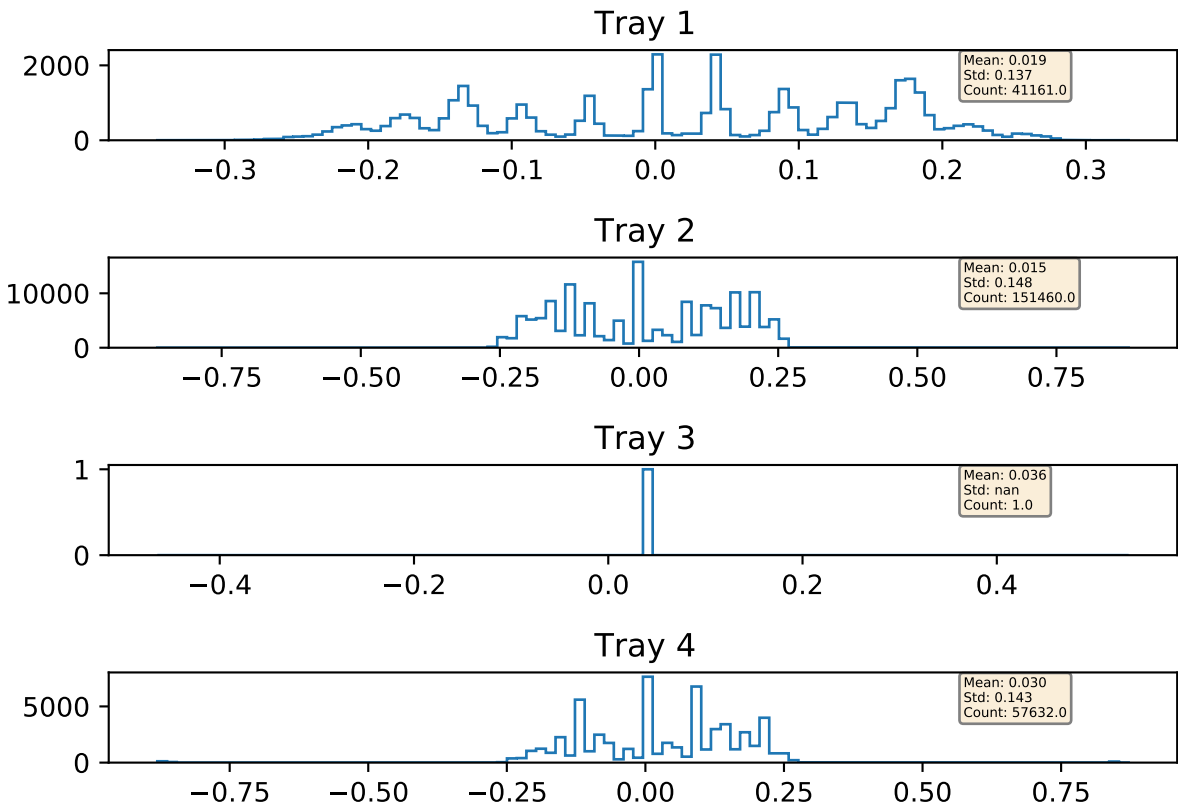 Tray 1
2000
0
Mean: 0.019
Std: 0.137
Count: 41161.0
−0.3 −0.2 −0.1 0.0 0.1 0.2 0.3
Tray 2
10000
0
Mean: 0.015
Std: 0.148
Count: 151460.0
−0.75 −0.50 −0.25 0.00 0.25 0.50 0.75
Tray 3
1
0
Mean: 0.036
Std: nan
Count: 1.0
−0.4 −0.2 0.0 0.2 0.4
Tray 4
5000
0
Mean: 0.030
Std: 0.143
Count: 57632.0
−0.75 −0.50 −0.25 0.00 0.25 0.50 0.75